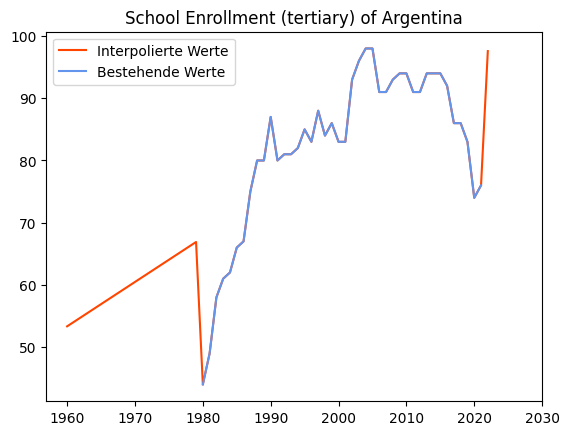 School Enrollment (tertiary) of Argentina
Interpolierte Werte
Bestehende Werte
100
90
80
70
60
50
1960 1970 1980 1990 2000 2010 2020 2030